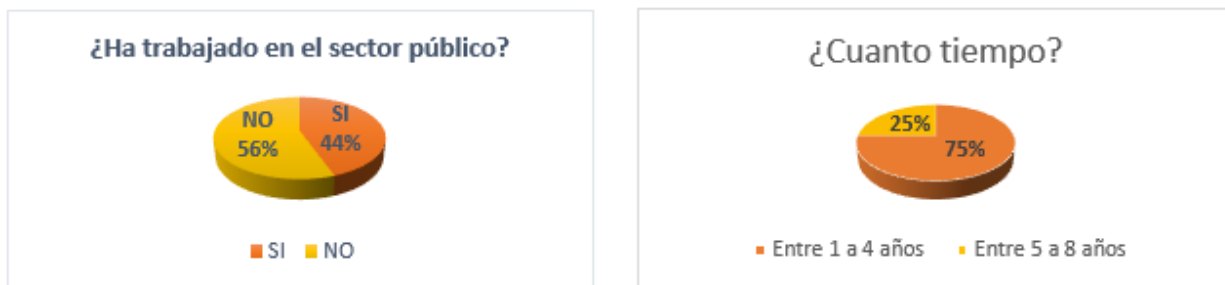 ¿Ha trabajado en el sector público?
NO
56%
SI
44%
SI NO
¿Cuanto tiempo?
25%
75%
Entre 1 a 4 años Entre 5 a 8 años